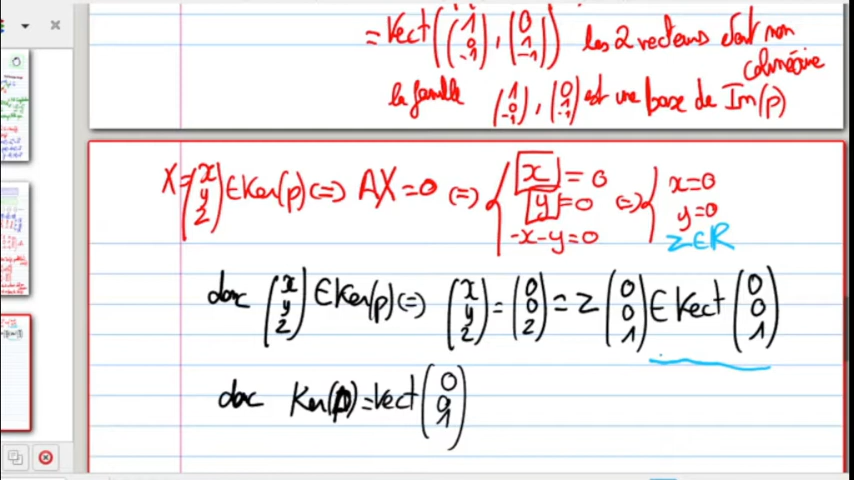 = Vect((1 0 -1), (0 1 -1)) les 2 vecteurs étant non colinéaire
la famille (1 0 -1), (0 1 -1) est une base de Im(p)
X = (x y z) ∈ Ker(p) <=> AX = 0 <=> { x = 0 y = 0 -x-y=0 <=> { x=0 y=0 z∈R
donc (x y z) ∈ Ker(p) <=> (x y z) = (0 0 z) = z (0 0 1) ∈ Vect (0 0 1)
donc Ker(p) = Vect (0 0 1)